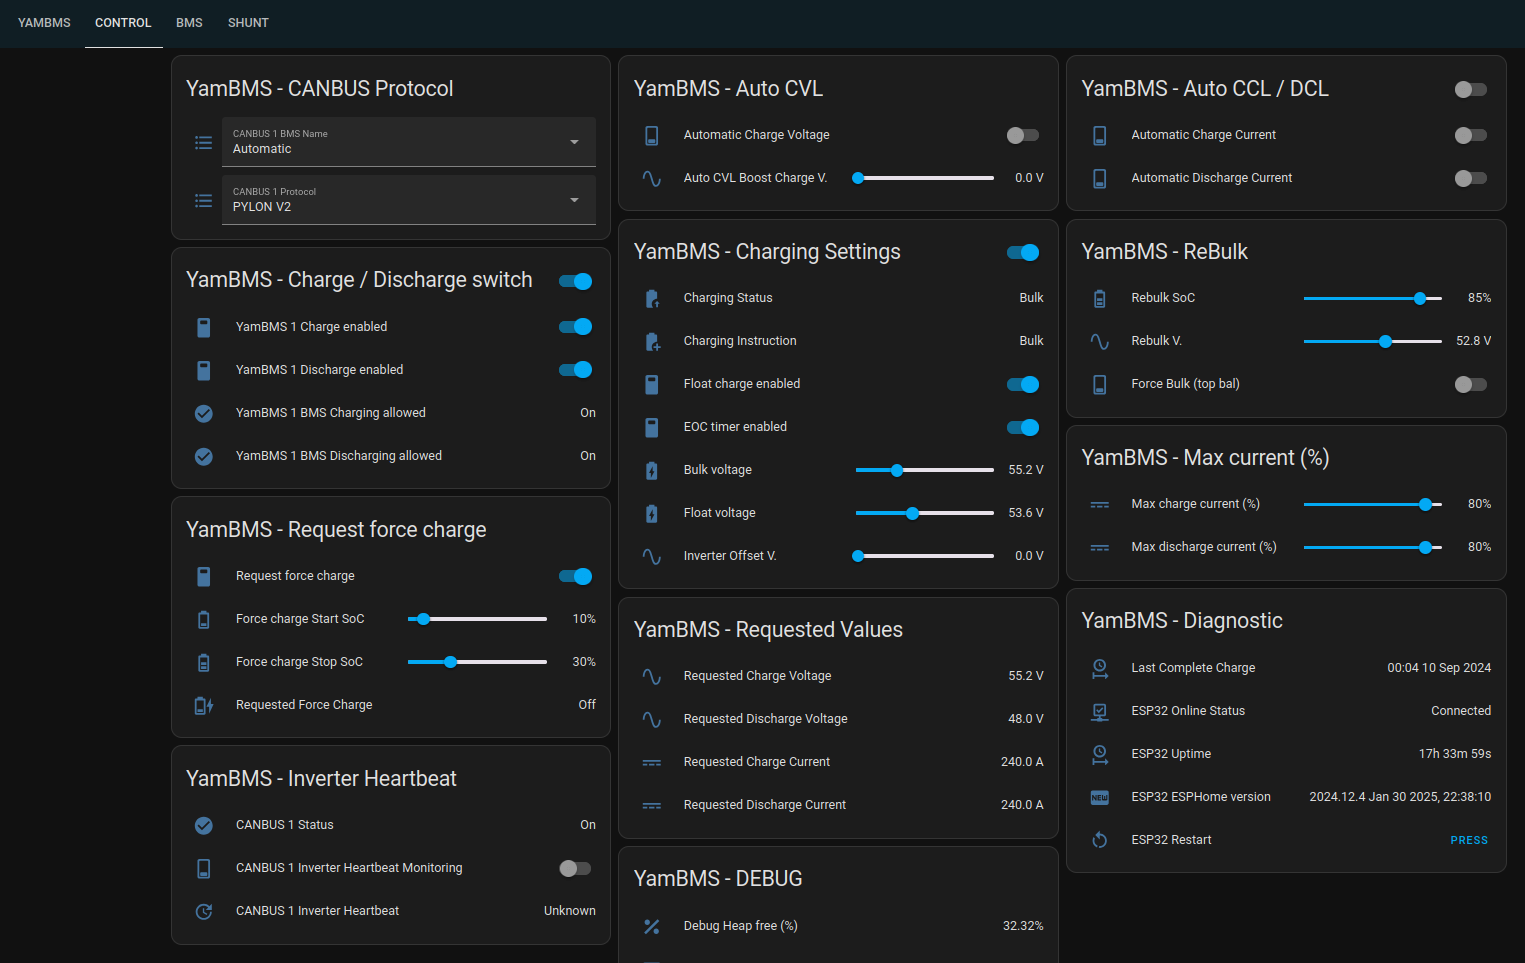 YAMBMS
CONTROL
BMS
SHUNT
YamBMS - CANBUS Protocol
CANBUS 1 BMS Name
Automatic
CANBUS 1 Protocol
PYLON V2
YamBMS - Charge / Discharge switch
YamBMS 1 Charge enabled
YamBMS 1 Discharge enabled
YamBMS 1 BMS Charging allowed On
YamBMS 1 BMS Discharging allowed On
YamBMS - Request force charge
Request force charge
Force charge Start SoC 10%
Force charge Stop SoC 30%
Requested Force Charge Off
YamBMS - Inverter Heartbeat
CANBUS 1 Status On
CANBUS 1 Inverter Heartbeat Monitoring
CANBUS 1 Inverter Heartbeat Unknown
YamBMS - Auto CVL
Automatic Charge Voltage
Auto CVL Boost Charge V. 0.0 V
YamBMS - Charging Settings
Charging Status Bulk
Charging Instruction Bulk
Float charge enabled
EOC timer enabled
Bulk voltage 55.2 V
Float voltage 53.6 V
Inverter Offset V. 0.0 V
YamBMS - Requested Values
Requested Charge Voltage 55.2 V
Requested Discharge Voltage 48.0 V
Requested Charge Current 240.0 A
Requested Discharge Current 240.0 A
YamBMS - DEBUG
Debug Heap free (%) 32.32%
YamBMS - Auto CCL / DCL
Automatic Charge Current
Automatic Discharge Current
YamBMS - ReBulk
Rebulk SoC 85%
Rebulk V. 52.8 V
Force Bulk (top bal)
YamBMS - Max current (%)
Max charge current (%) 80%
Max discharge current (%) 80%
YamBMS - Diagnostic
Last Complete Charge 00:04 10 Sep 2024
ESP32 Online Status Connected
ESP32 Uptime 17h 33m 59s
NEW ESP32 ESPHome version 2024.12.4 Jan 30 2025, 22:38:10
ESP32 Restart PRESS